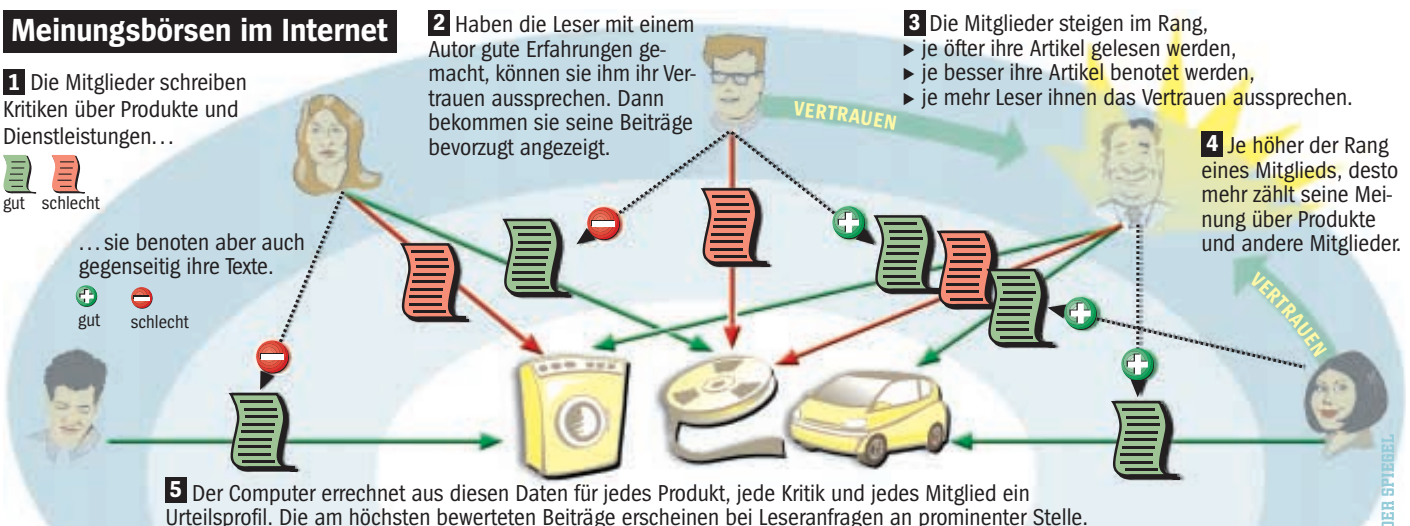 Meinungsbörsen im Internet
1 Die Mitglieder schreiben
Kritiken über Produkte und
Dienstleistungen...
gut schlecht
...sie benoten aber auch
gegenseitig ihre Texte.
gut schlecht
2 Haben die Leser mit einem
Autor gute Erfahrungen ge-
macht, können sie ihm ihr Ver-
trauen aussprechen. Dann
bekommen sie seine Beiträge
bevorzugt angezeigt.
VERTRAUEN
3 Die Mitglieder steigen im Rang,
▸ je öfter ihre Artikel gelesen werden,
▸ je besser ihre Artikel benotet werden,
▸ je mehr Leser ihnen das Vertrauen aussprechen.
4 Je höher der Rang
eines Mitglieds, desto
mehr zählt seine Mei-
nung über Produkte
und andere Mitglieder.
VERTRAUEN
5 Der Computer errechnet aus diesen Daten für jedes Produkt, jede Kritik und jedes Mitglied ein
Urteilsprofil. Die am höchsten bewerteten Beiträge erscheinen bei Leseranfragen an prominenter Stelle.
DER SPIEGEL